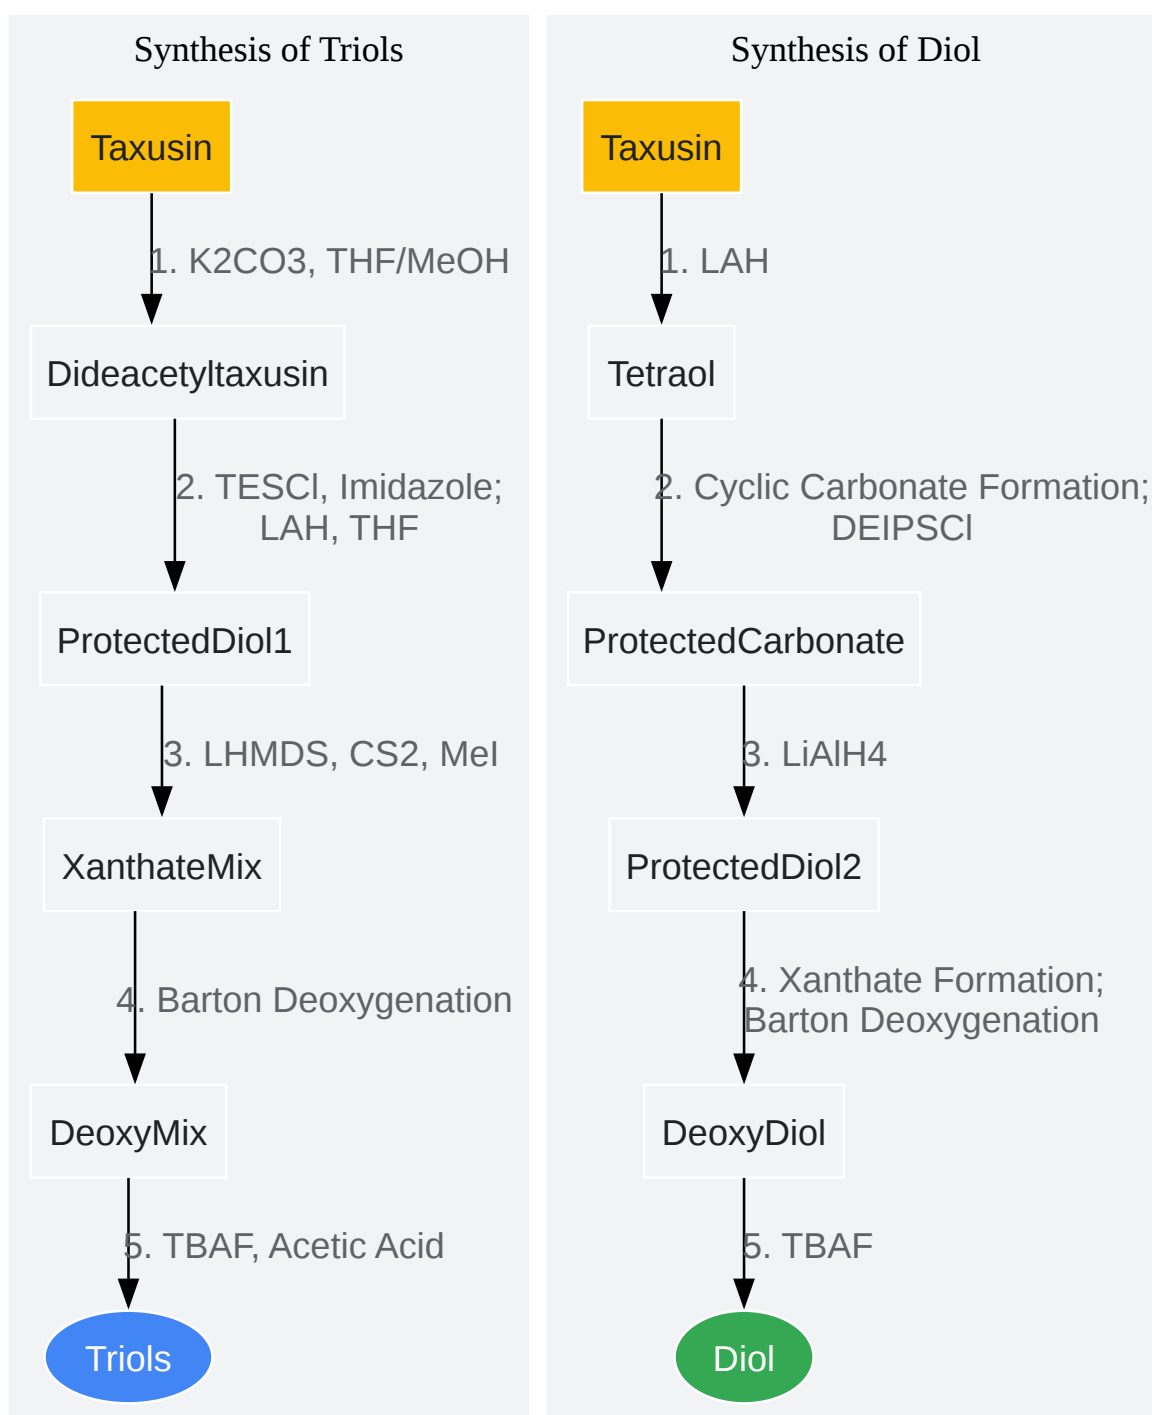 Synthesis of Triols
Taxusin
1. K2CO3, THF/MeOH
Dideacetyltaxusin
2. TESCl, Imidazole;
LAH, THF
ProtectedDiol1
3. LHMDS, CS2, MeI
XanthateMix
4. Barton Deoxygenation
DeoxyMix
5. TBAF, Acetic Acid
Triols
Synthesis of Diol
Taxusin
1. LAH
Tetraol
2. Cyclic Carbonate Formation;
DEIPSCl
ProtectedCarbonate
3. LiAlH4
ProtectedDiol2
4. Xanthate Formation;
Barton Deoxygenation
DeoxyDiol
5. TBAF
Diol